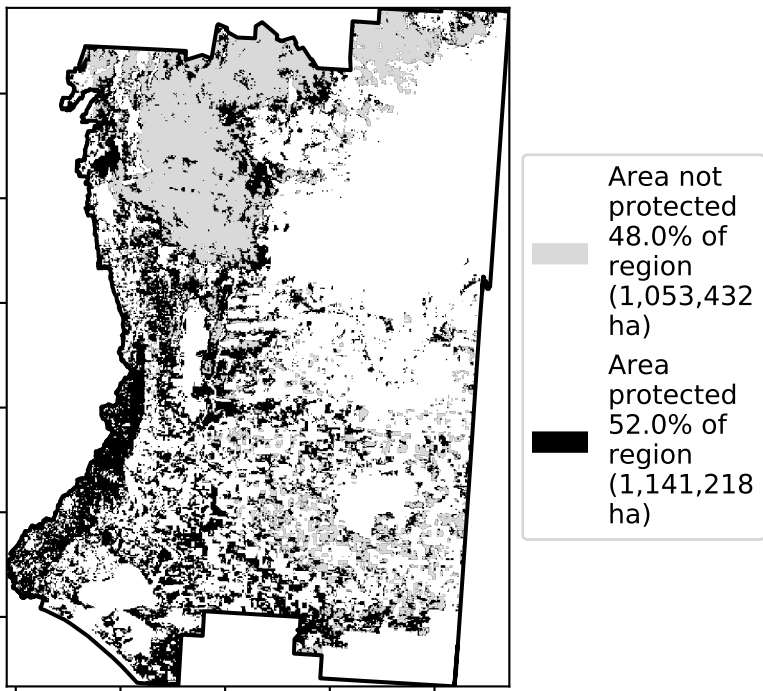 Area not
protected
48.0% of
region
(1,053,432
ha)
Area
protected
52.0% of
region
(1,141,218
ha)